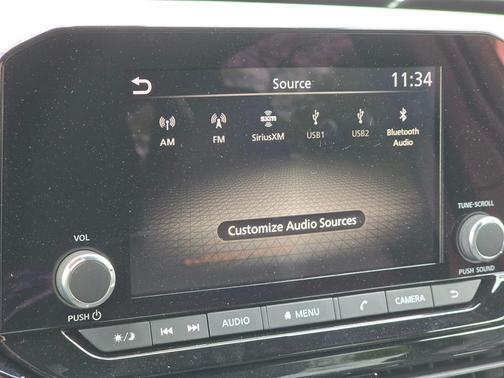 Source
11:34
AM
FM
sxm
SiriusXM
USB1
USB2
Bluetooth
Audio
Customize Audio Sources
VOL
PUSH
TUNE-SCROLL
PUSH SOUND
AUDIO
MENU
CAMERA